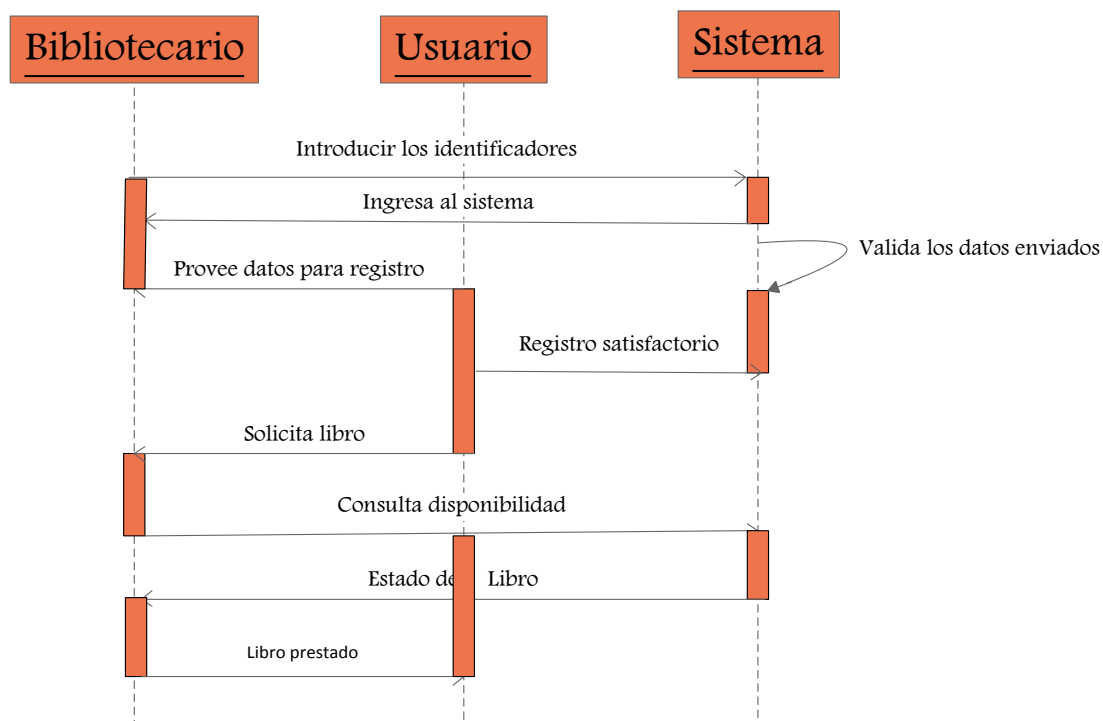 Bibliotecario
Usuario
Sistema
Introducir los identificadores
Ingresa al sistema
Valida los datos enviados
Provee datos para registro
Registro satisfactorio
Solicita libro
Consulta disponibilidad
Estado de Libro
Libro prestado